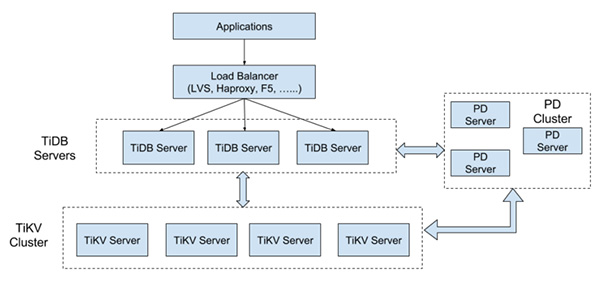 Applications
Load Balancer
(LVS, Haproxy, F5, …...)
TiDB
Servers
TiDB Server
TiDB Server
TiDB Server
PD
Cluster
PD
Server
PD
Server
PD
Server
TiKV
Cluster
TiKV Server
TiKV Server
TiKV Server
TiKV Server